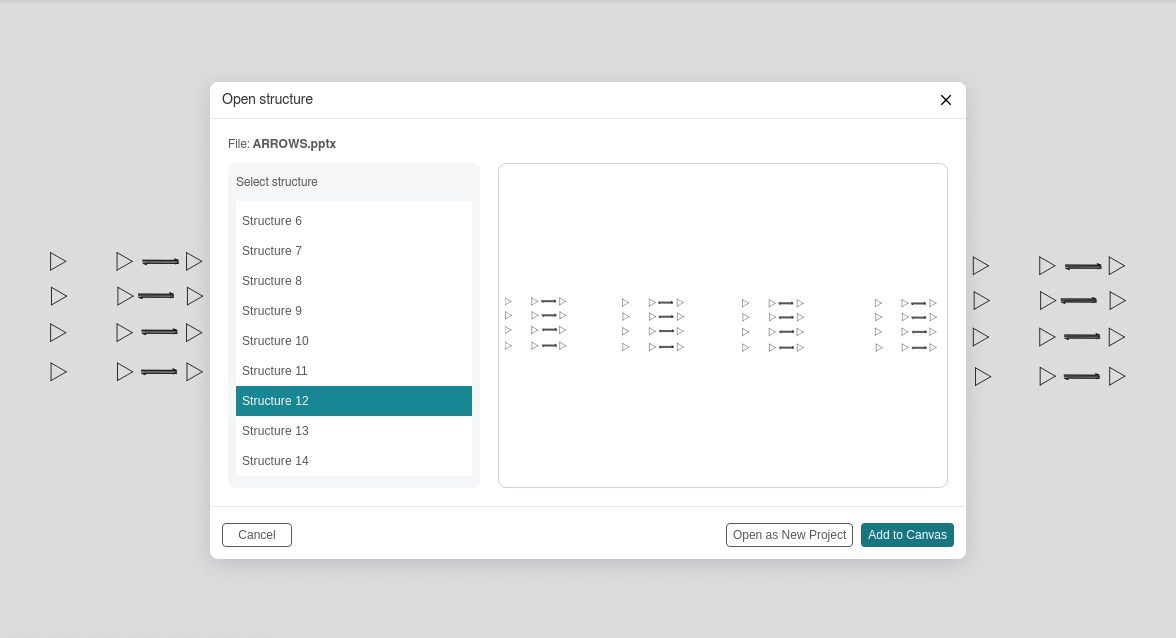 Open structure
File: ARROWS.pptx
Select structure
Structure 6
Structure 7
Structure 8
Structure 9
Structure 10
Structure 11
Structure 12
Structure 13
Structure 14
Cancel
Open as New Project
Add to Canvas